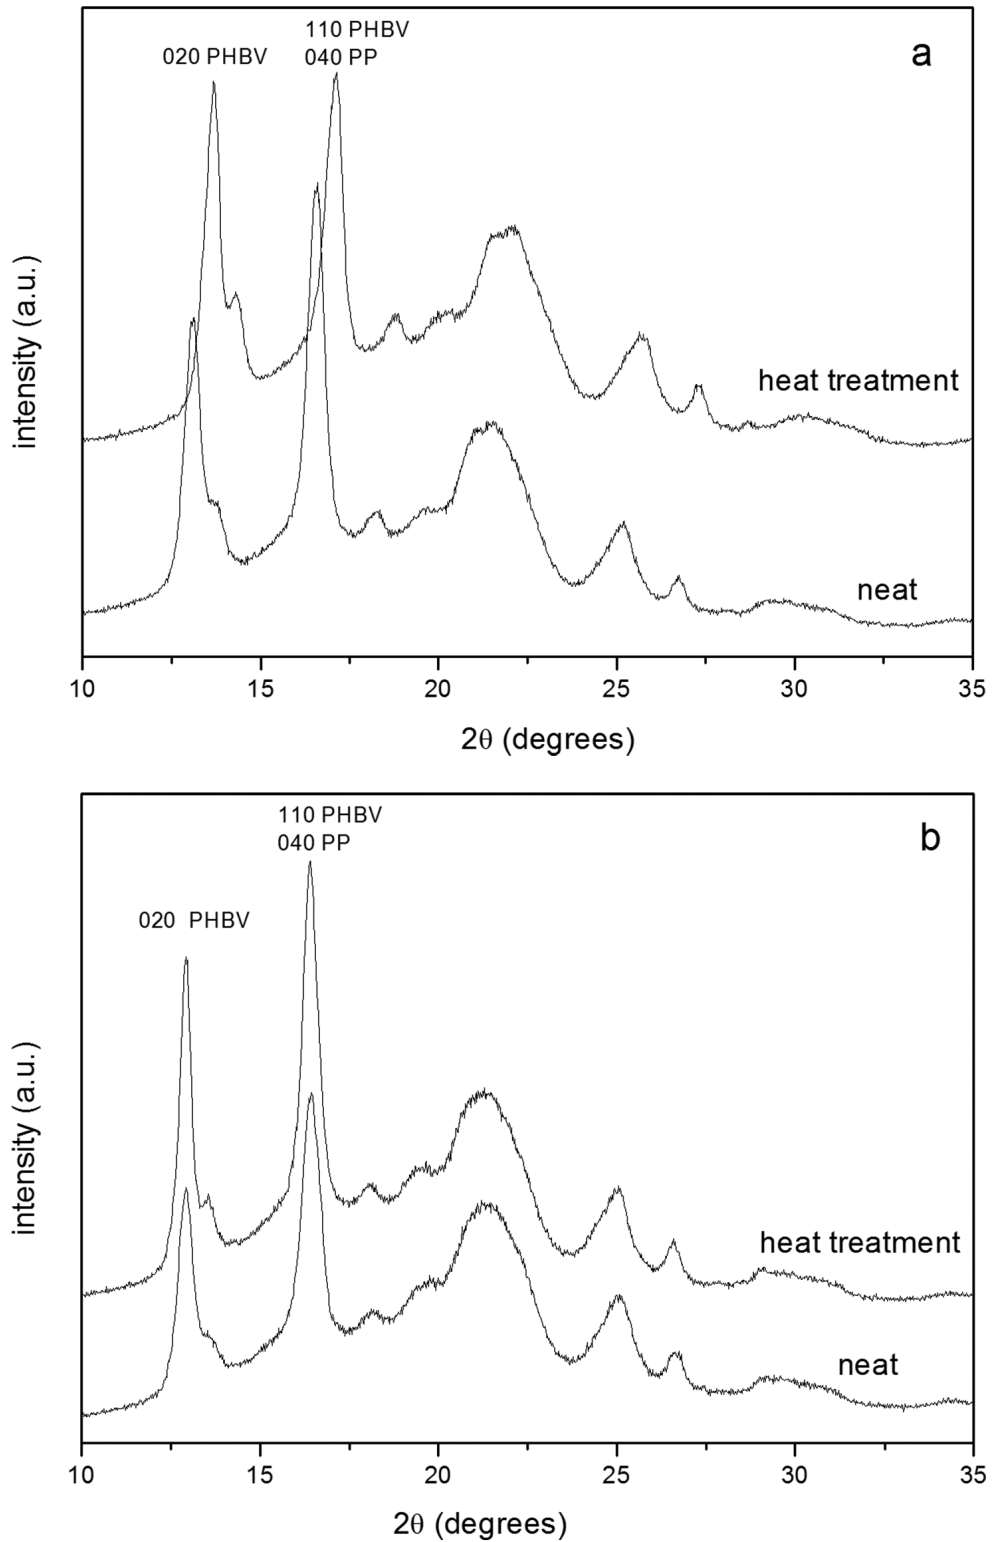 110 PHBV
020 PHBV
040 PP
a
intensity (a.u.)
heat treatment
neat
10 15 20 25 30 35
2θ (degrees)
110 PHBV
040 PP
b
020 PHBV
intensity (a.u.)
heat treatment
neat
10 15 20 25 30 35
2θ (degrees)